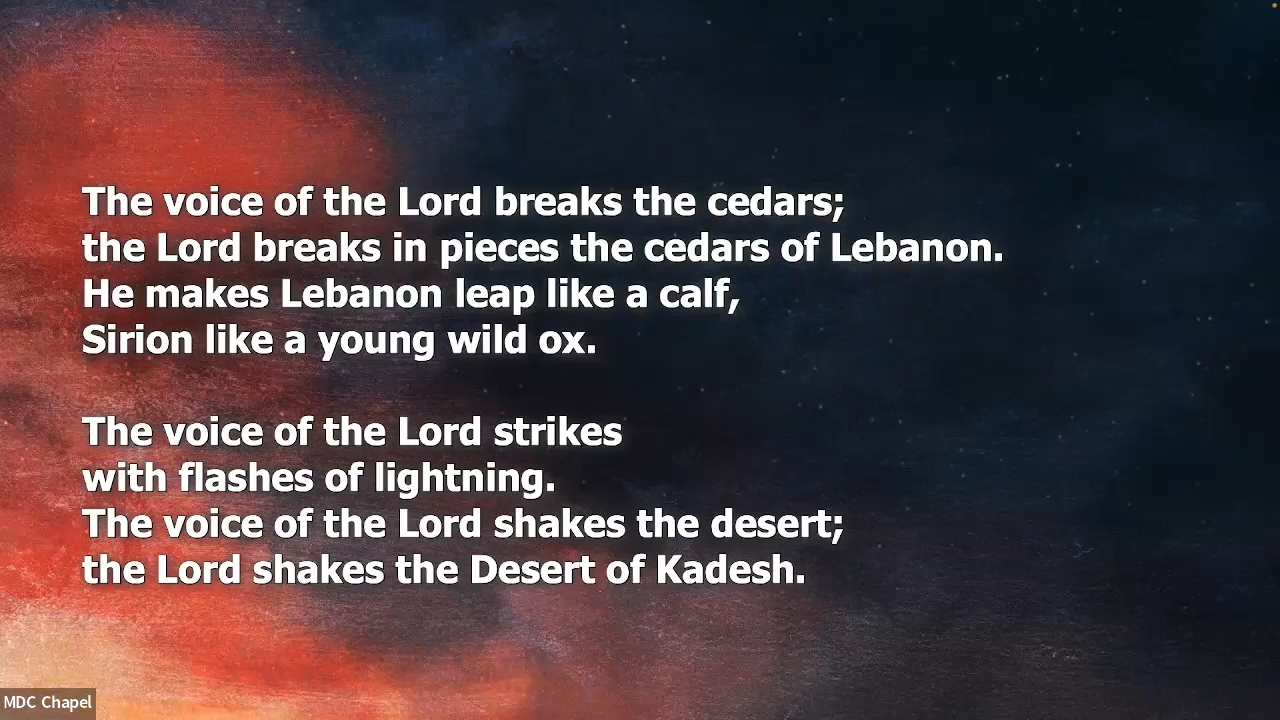 The voice of the Lord breaks the cedars;
the Lord breaks in pieces the cedars of Lebanon.
He makes Lebanon leap like a calf,
Sirion like a young wild ox.
The voice of the Lord strikes
with flashes of lightning.
The voice of the Lord shakes the desert;
the Lord shakes the Desert of Kadesh.
MDC Chapel